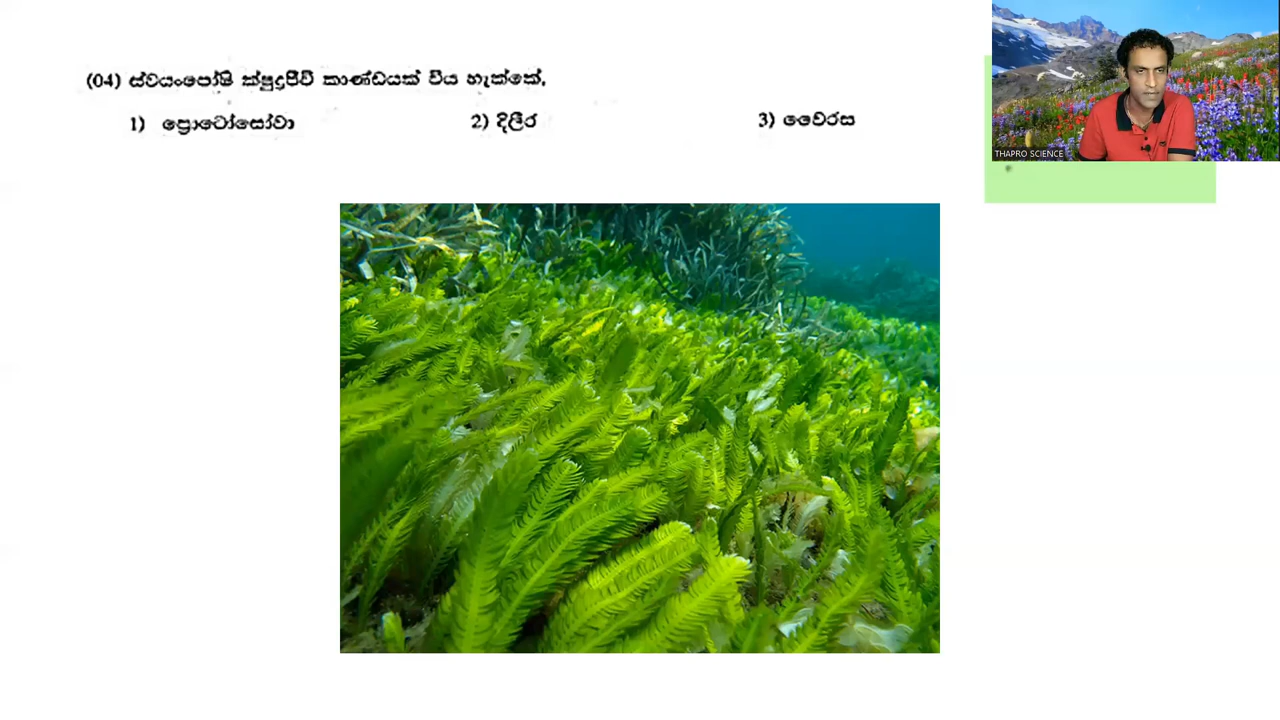 (04) ස්වයංපෝෂී ක්ෂුද්‍රජීවී කාණ්ඩයක් විය හැක්කේ,
1) ප්‍රොටෝසෝවා 2) දිලීර 3) වෛරස
THAPRO SCIENCE